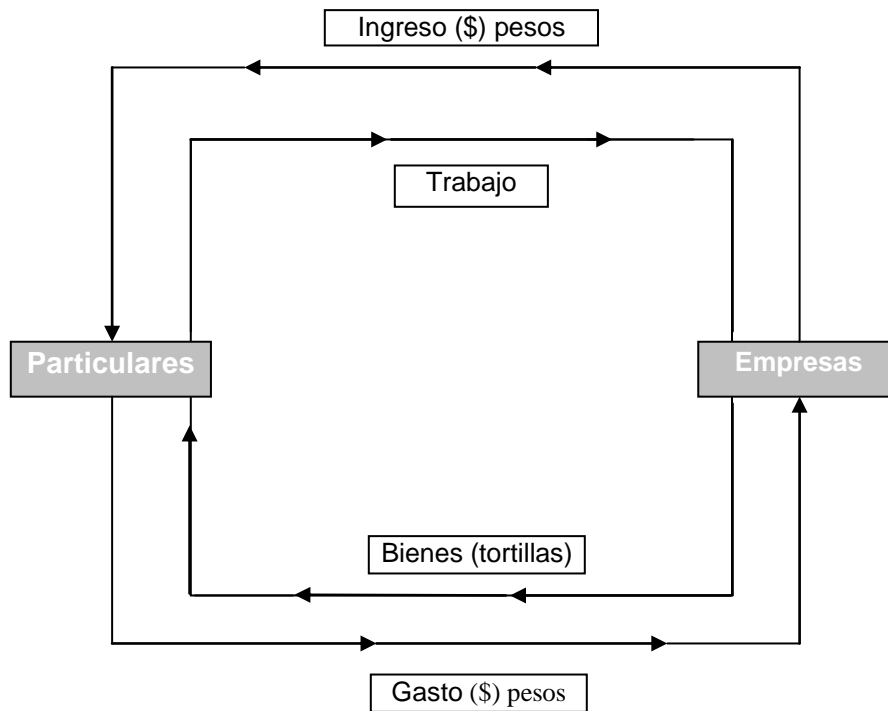 Ingreso ($) pesos
Trabajo
Particulares
Empresas
Bienes (tortillas)
Gasto ($) pesos